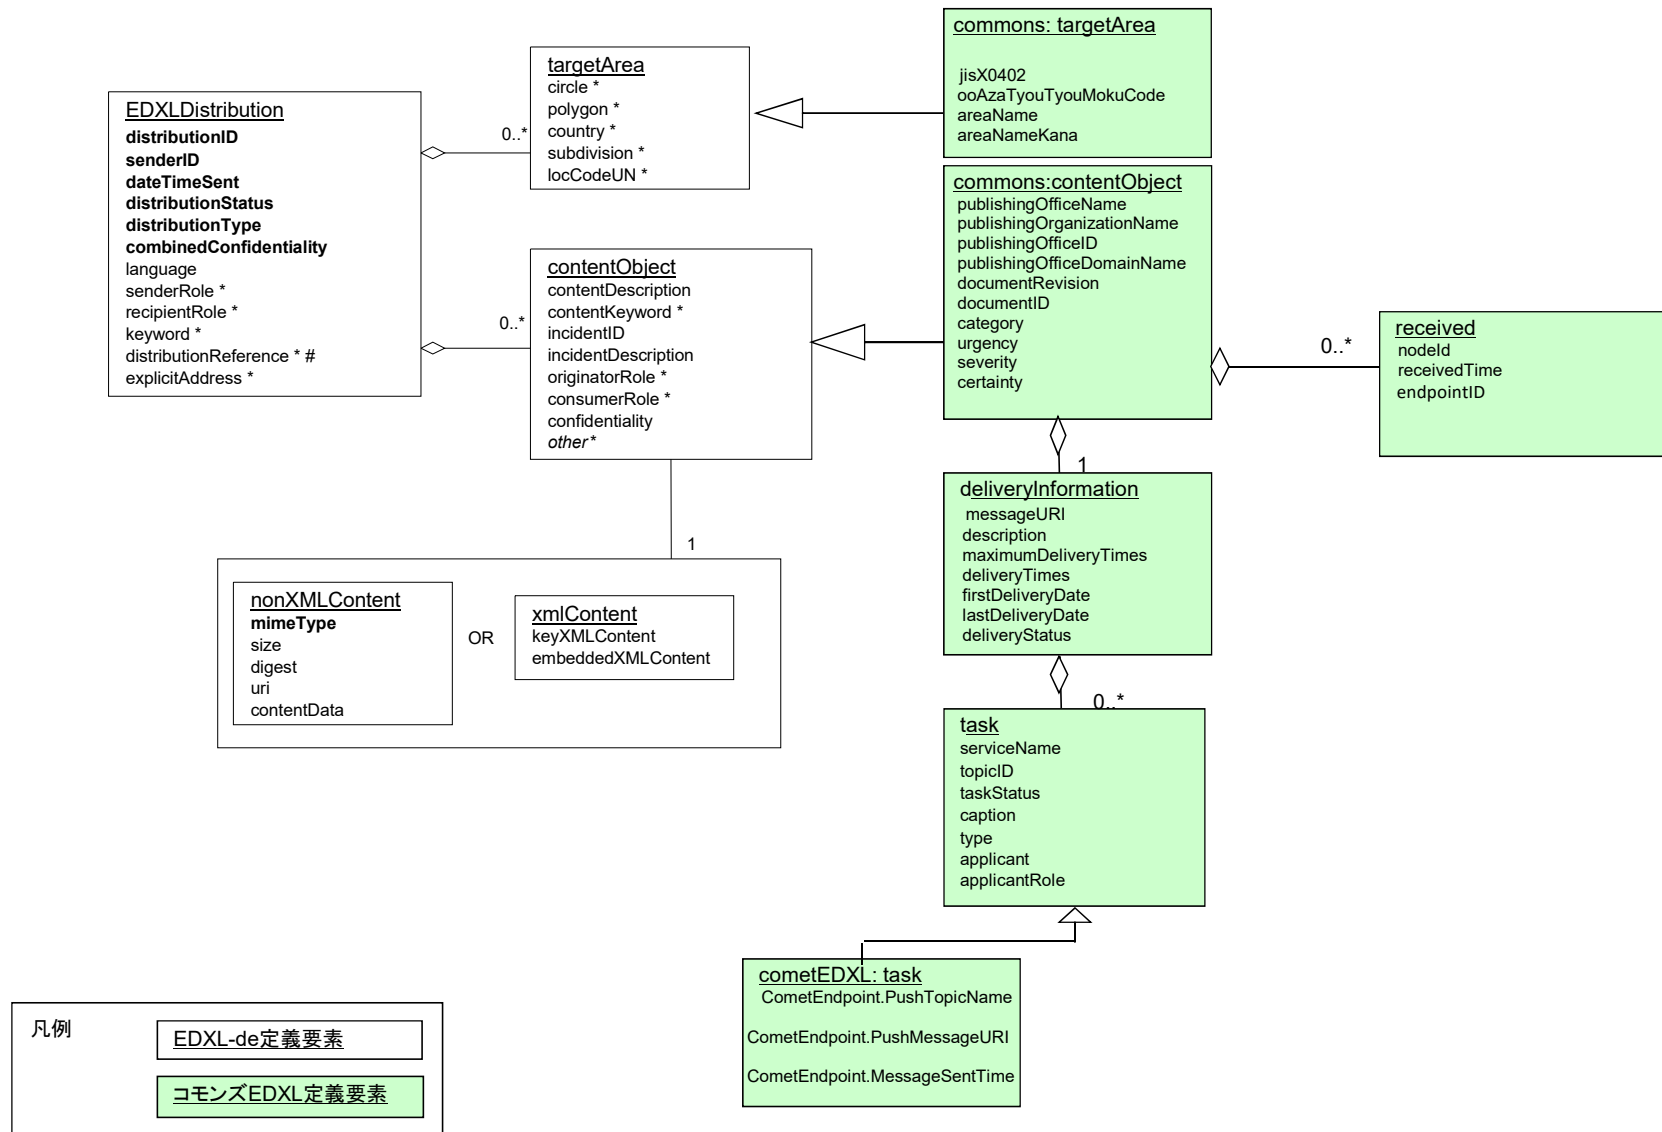 EDXLDistribution
distributionID
senderID
dateTimeSent
distributionStatus
distributionType
combinedConfidentiality
language
senderRole *
recipientRole *
keyword *
distributionReference * #
explicitAddress *
0..*
targetArea
circle *
polygon *
country *
subdivision *
locCodeUN *
commons: targetArea
jisX0402
ooAzaTyouTyouMokuCode
areaName
areaNameKana
0..*
contentObject
contentDescription
contentKeyword *
incidentID
incidentDescription
originatorRole *
consumerRole *
confidentiality
other*
commons:contentObject
publishingOfficeName
publishingOrganizationName
publishingOfficeID
publishingOfficeDomainName
documentRevision
documentID
category
urgency
severity
certainty
0..*
received
nodeId
receivedTime
endpointID
1
deliveryInformation
messageURI
description
maximumDeliveryTimes
deliveryTimes
firstDeliveryDate
lastDeliveryDate
deliveryStatus
1
nonXMLContent
mimeType
size
digest
uri
contentData
OR
xmlContent
keyXMLContent
embeddedXMLContent
0..*
task
serviceName
topicID
taskStatus
caption
type
applicant
applicantRole
cometEDXL: task
CometEndpoint.PushTopicName
CometEndpoint.PushMessageURI
CometEndpoint.MessageSentTime
凡例
EDXL-de定義要素
コモンズEDXL定義要素